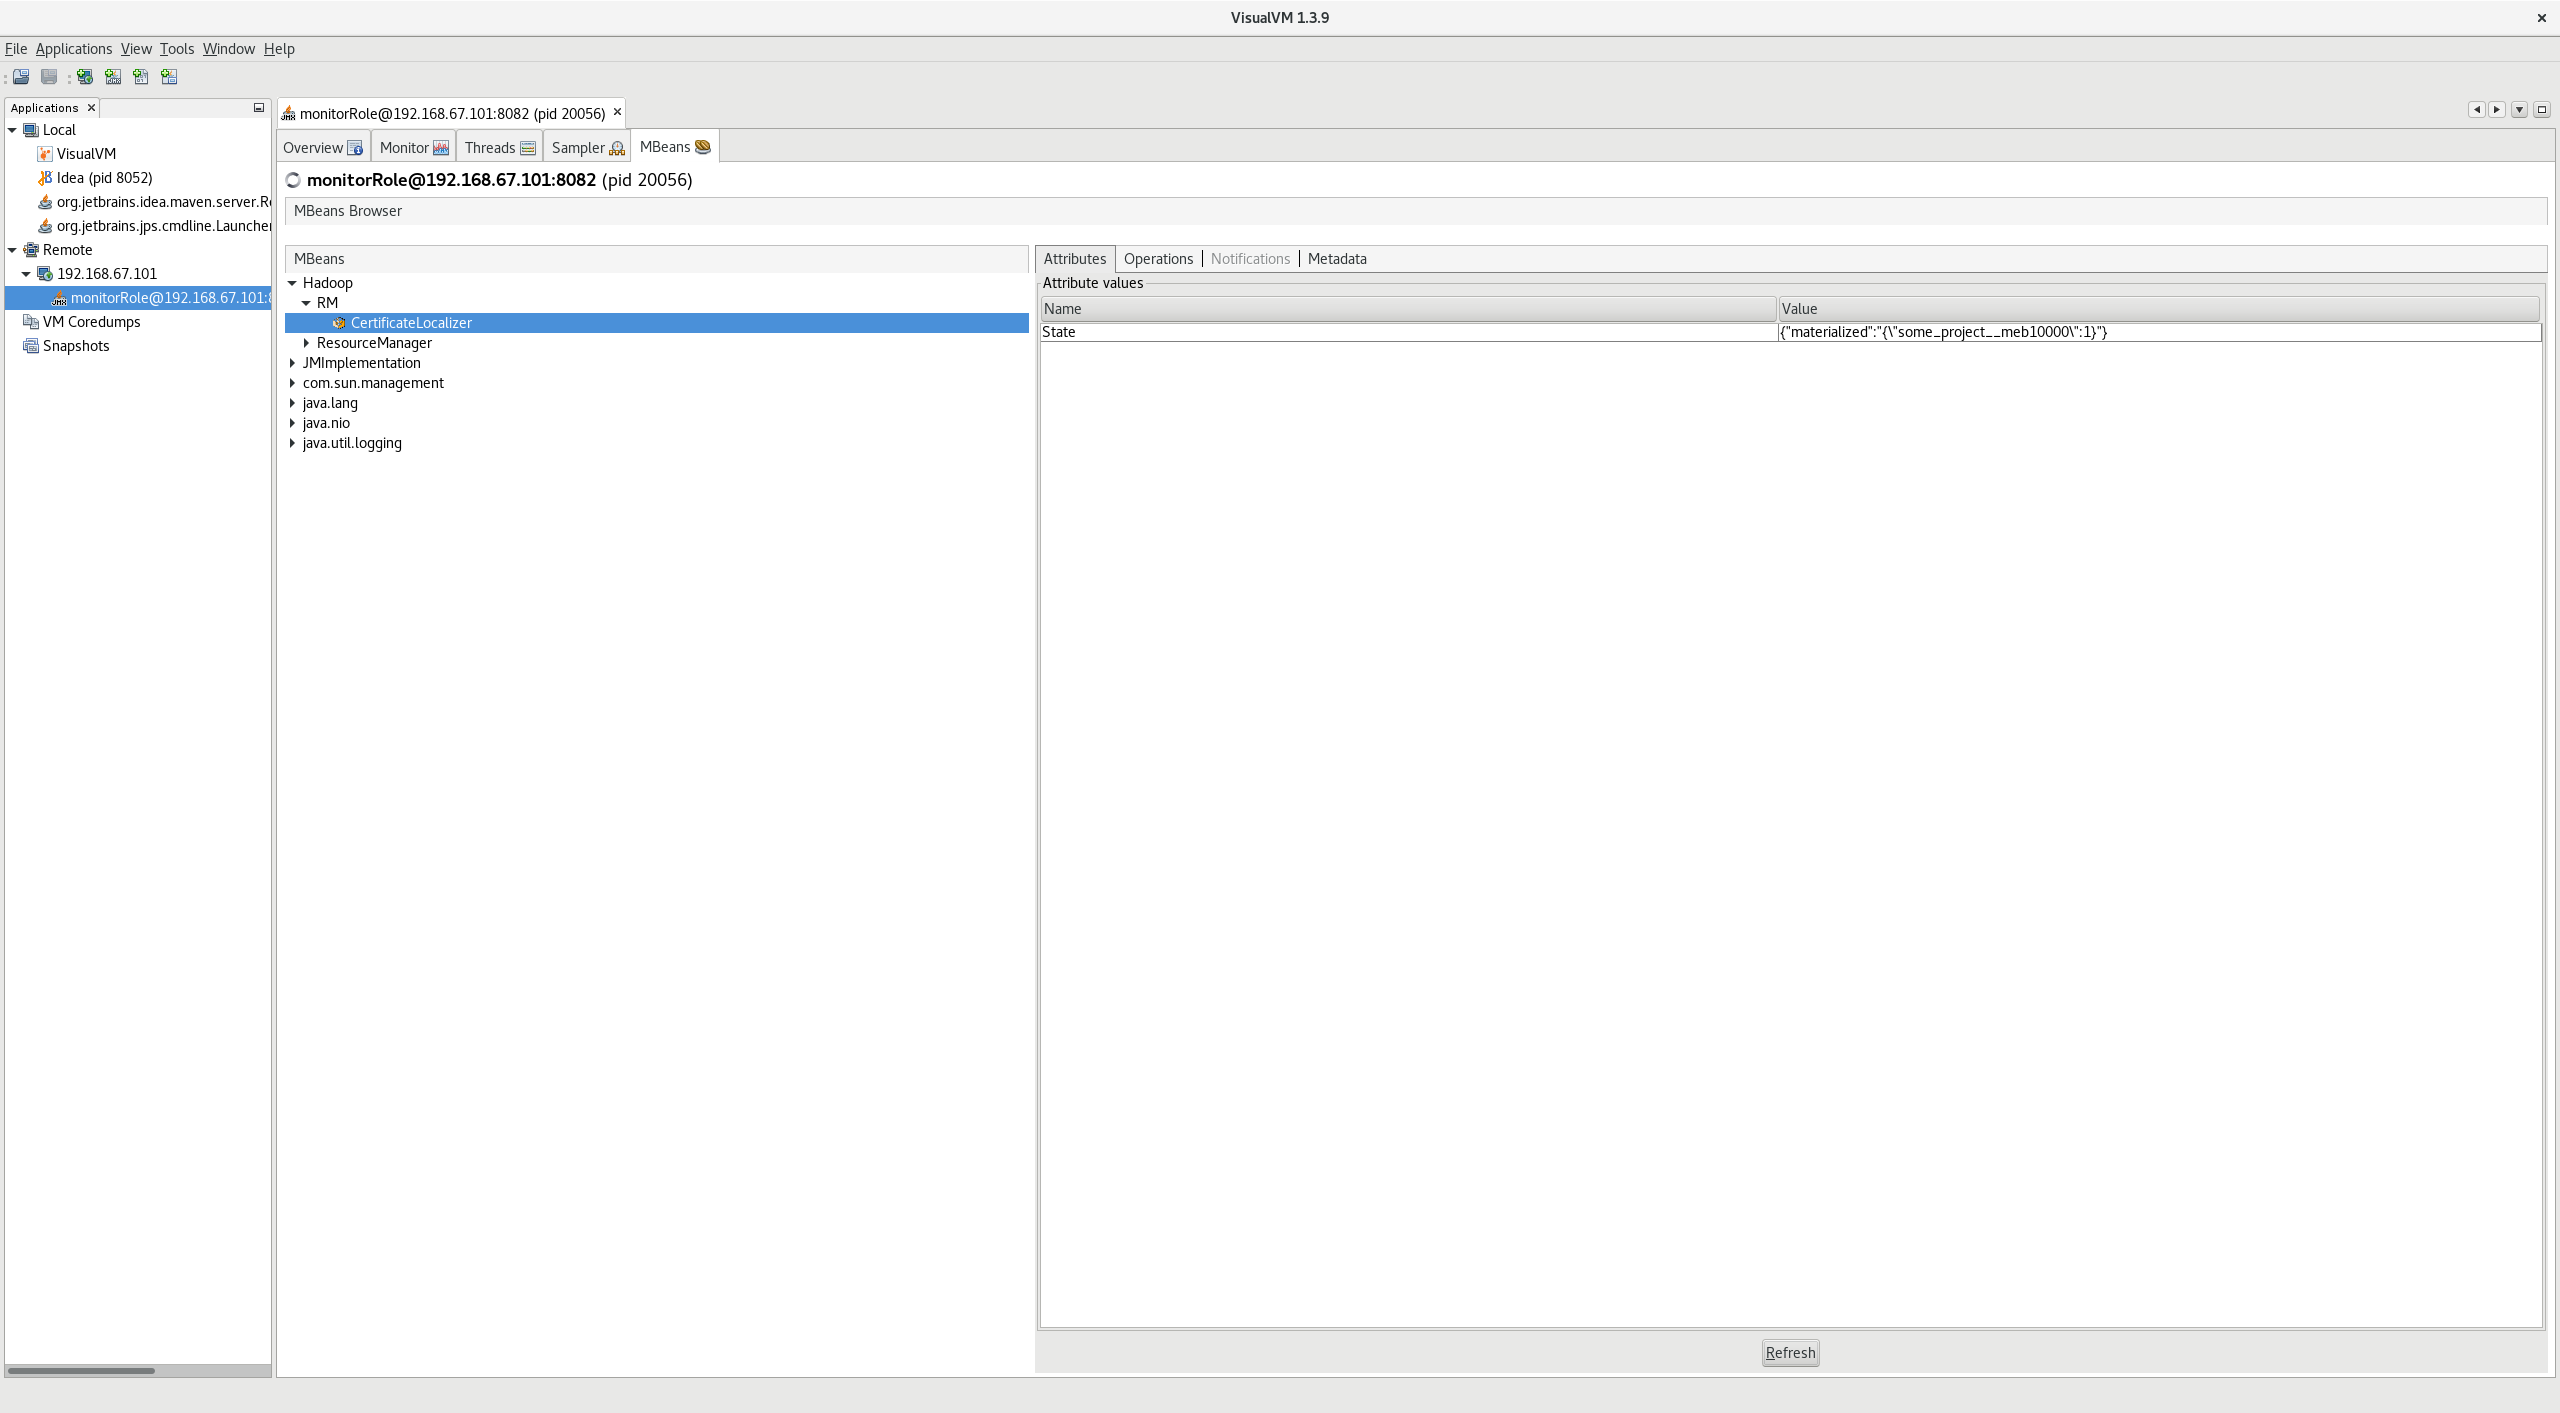 VisualVM 1.3.9
File Applications View Tools Window Help
Applications
Local
VisualVM
Idea (pid 8052)
org.jetbrains.idea.maven.server.Re
org.jetbrains.jps.cmdline.Launcher
Remote
192.168.67.101
monitorRole@192.168.67.101:8
VM Coredumps
Snapshots
monitorRole@192.168.67.101:8082 (pid 20056)
Overview Monitor Threads Sampler MBeans
monitorRole@192.168.67.101:8082 (pid 20056)
MBeans Browser
MBeans
Hadoop
RM
CertificateLocalizer
ResourceManager
JMImplementation
com.sun.management
java.lang
java.nio
java.util.logging
Attributes Operations Notifications Metadata
Attribute values
Name Value
State {"materialized":"{\"some_project__meb10000\":1}"}
Refresh